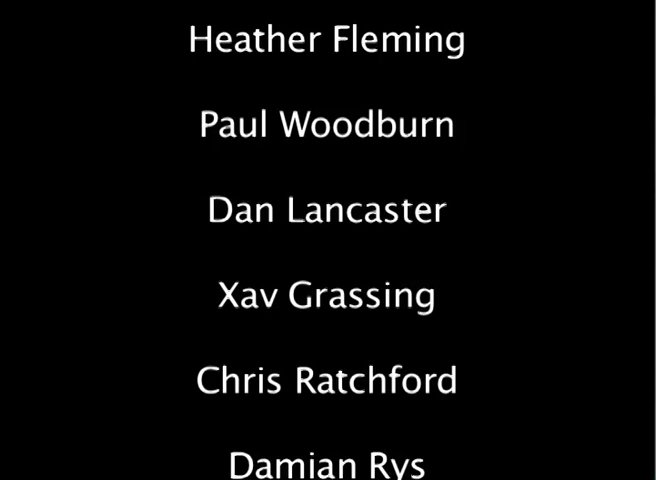 Heather Fleming
Paul Woodburn
Dan Lancaster
Xav Grassing
Chris Ratchford
Damian Rys